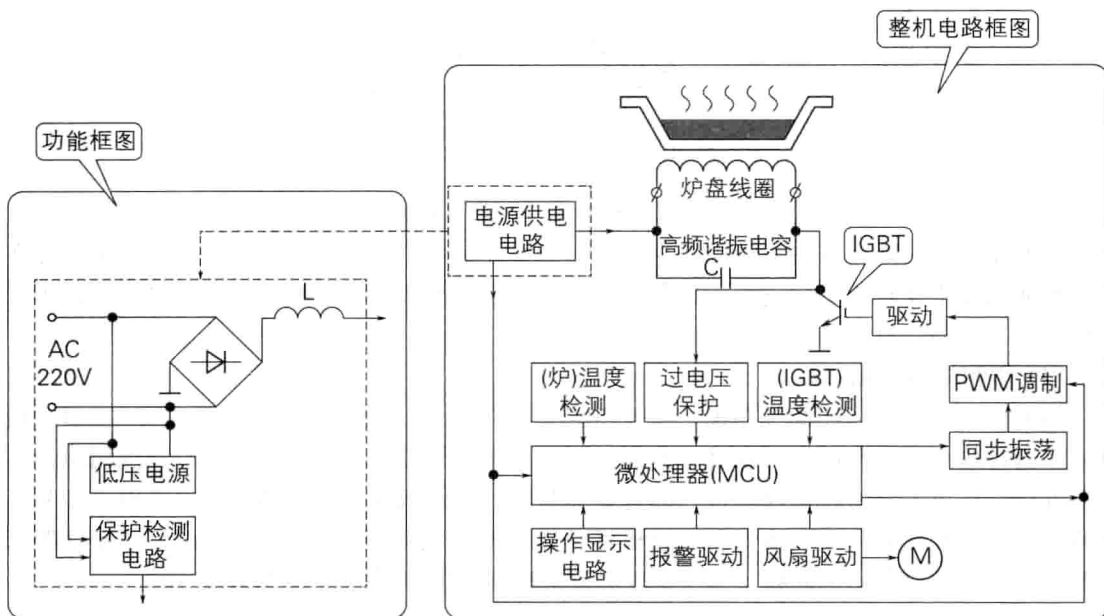 整机电路框图
功能框图
炉盘线圈
电源供电
电路
高频谐振电容
C
IGBT
驱动
L
AC
220V
(炉)温度
检测
过电压
保护
(IGBT)
温度检测
PWM调制
同步振荡
低压电源
微处理器(MCU)
保护检测
电路
操作显示
电路
报警驱动
风扇驱动
M